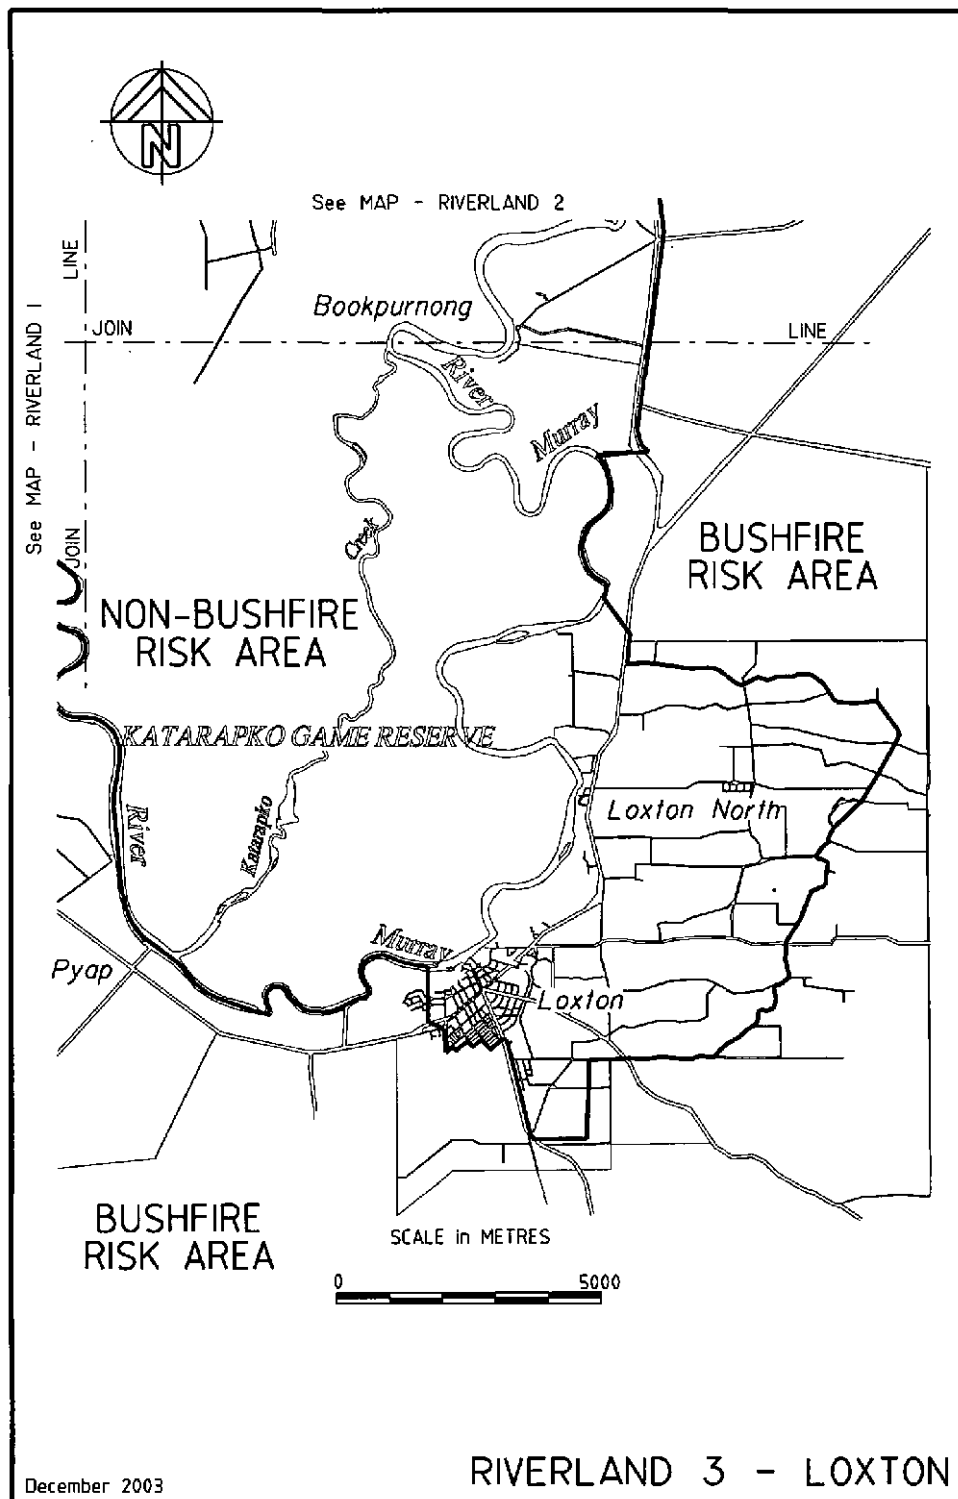 N
See MAP - RIVERLAND 2
LINE
See MAP - RIVERLAND 1
Bookpurnong
JOIN
LINE
River
Murray
Creek
JOIN
BUSHFIRE
RISK AREA
NON-BUSHFIRE
RISK AREA
KATARAPKO GAME RESERVE
River
Katarapko
Loxton North
Murray
Pyap
Loxton
BUSHFIRE
RISK AREA
SCALE in METRES
0 5000
December 2003
RIVERLAND 3 - LOXTON